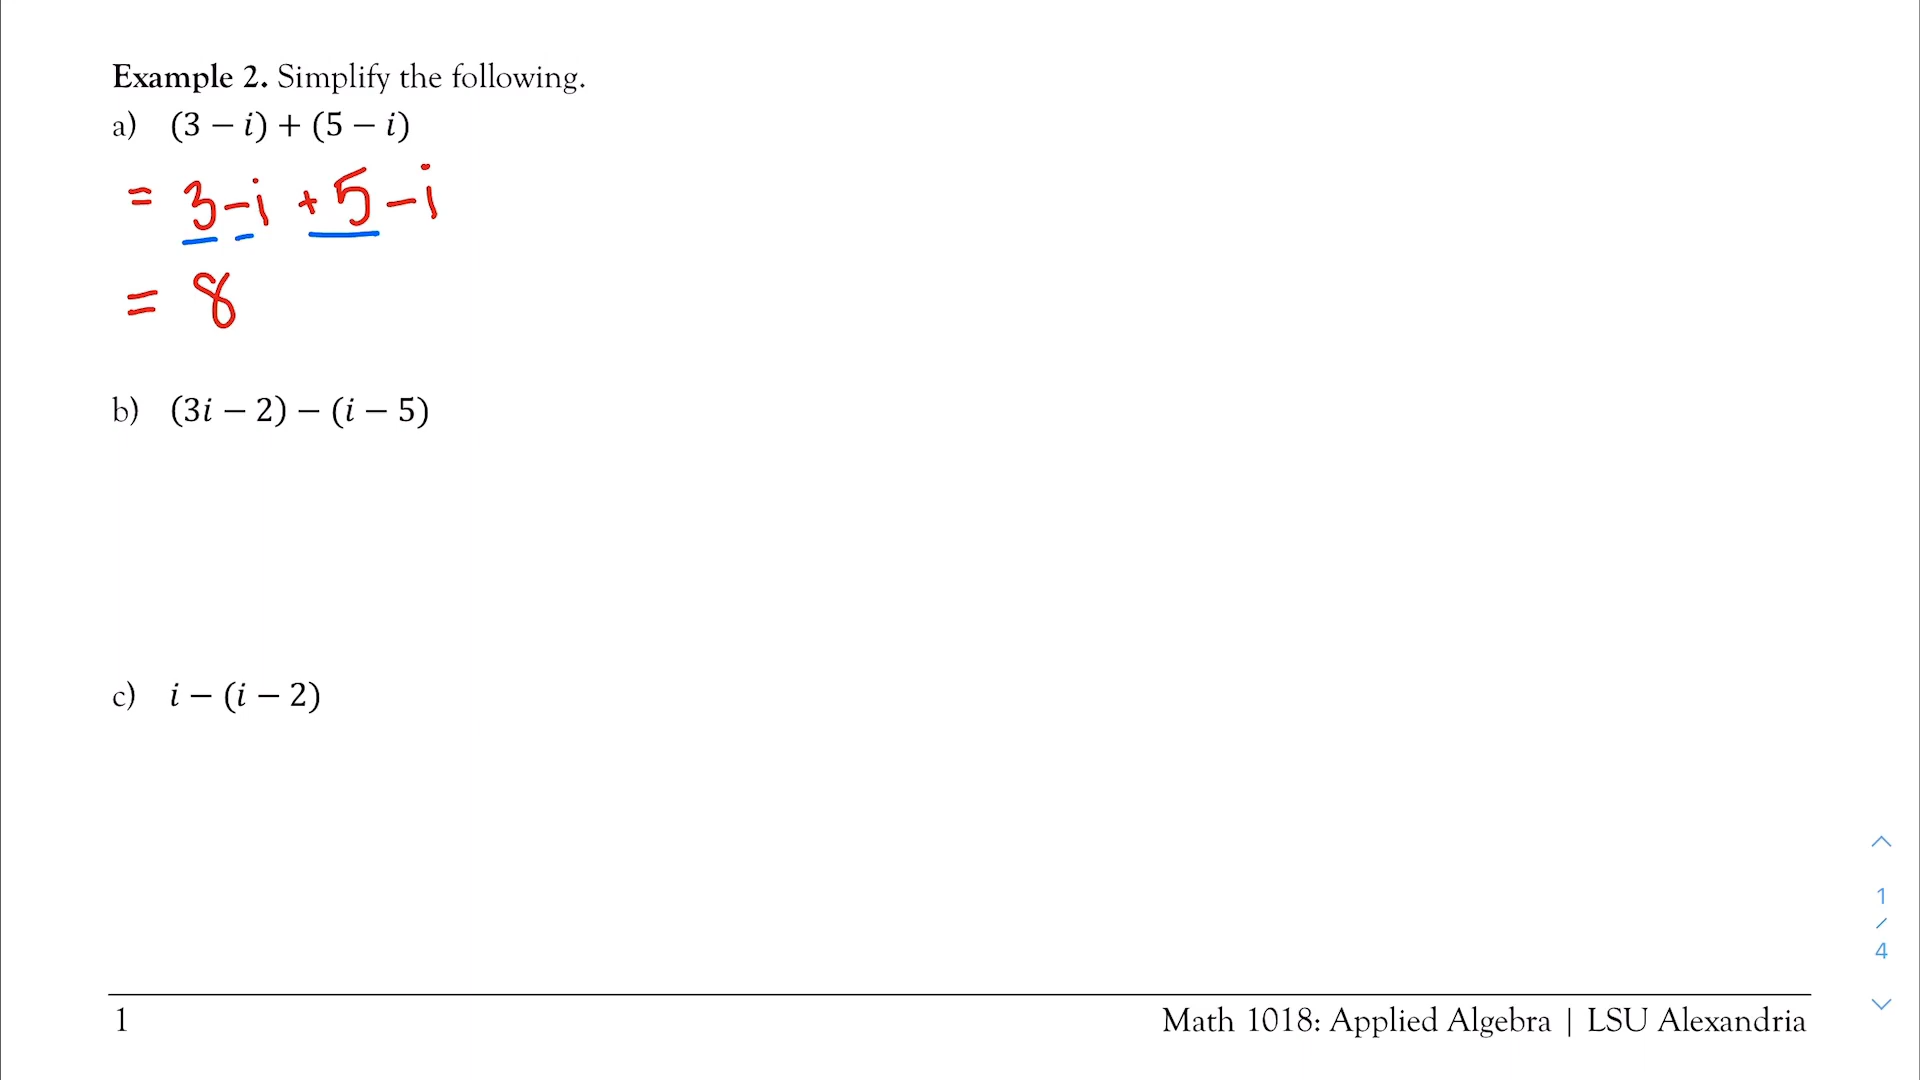 Example 2. Simplify the following.
a) (3 − i) + (5 − i)
= 3 - i + 5 - i
= 8
b) (3i − 2) − (i − 5)
c) i − (i − 2)
1
/
4
1 Math 1018: Applied Algebra | LSU Alexandria